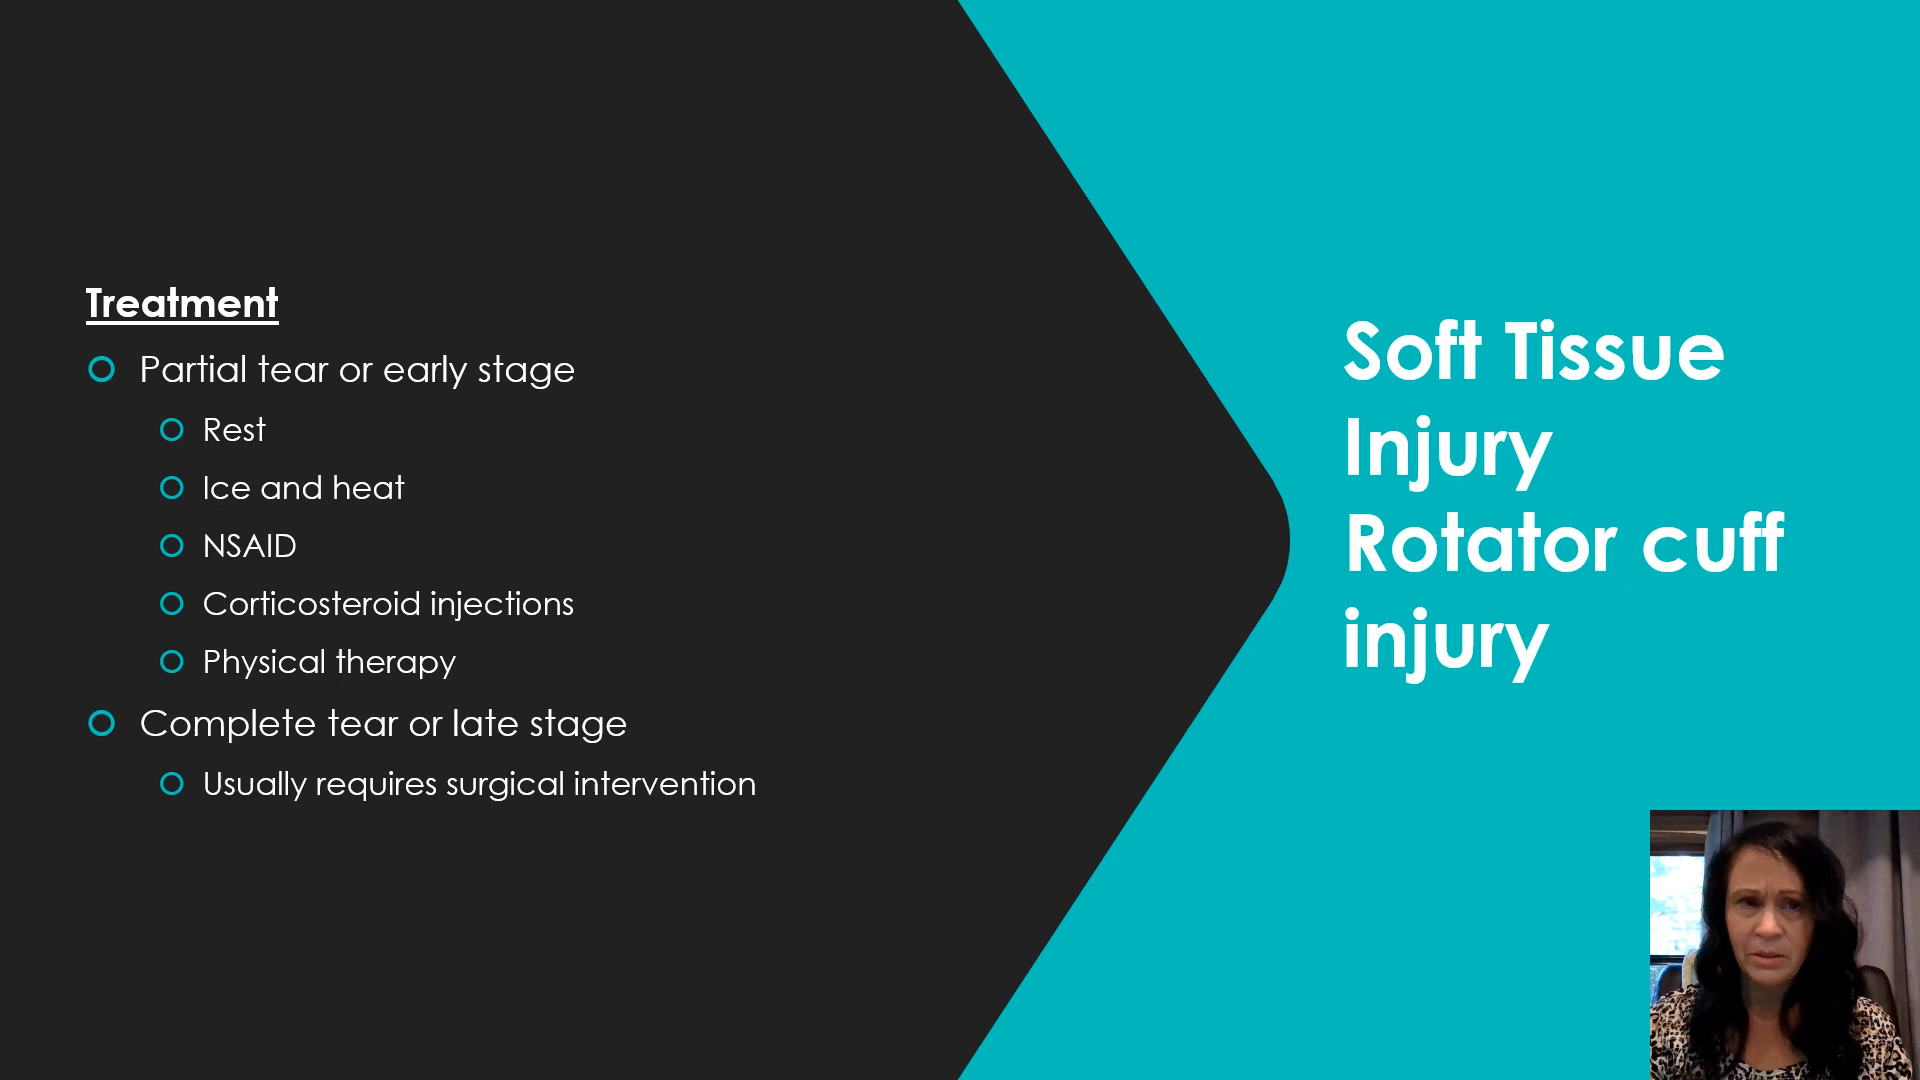 Treatment
Partial tear or early stage
Rest
Ice and heat
NSAID
Corticosteroid injections
Physical therapy
Complete tear or late stage
Usually requires surgical intervention
Soft Tissue
Injury
Rotator cuff
injury